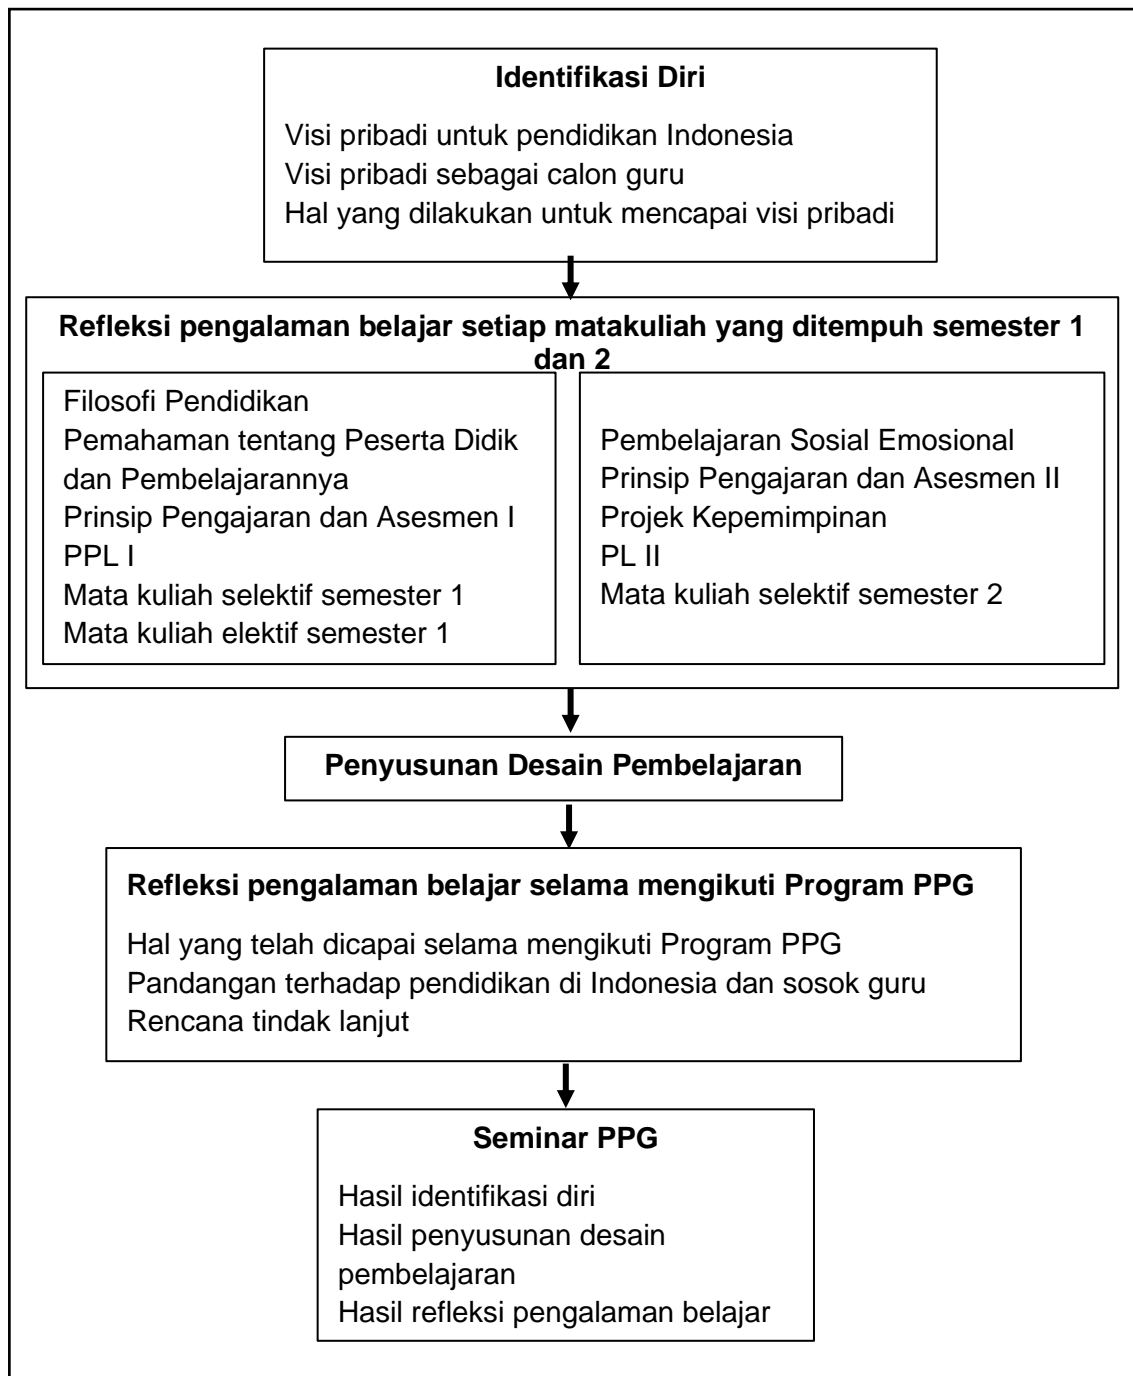 Identifikasi Diri
Visi pribadi untuk pendidikan Indonesia
Visi pribadi sebagai calon guru
Hal yang dilakukan untuk mencapai visi pribadi
Refleksi pengalaman belajar setiap matakuliah yang ditempuh semester 1
dan 2
Filosofi Pendidikan
Pemahaman tentang Peserta Didik
dan Pembelajarannya
Prinsip Pengajaran dan Asesmen I
PPL I
Mata kuliah selektif semester 1
Mata kuliah elektif semester 1
Pembelajaran Sosial Emosional
Prinsip Pengajaran dan Asesmen II
Projek Kepemimpinan
PL II
Mata kuliah selektif semester 2
Penyusunan Desain Pembelajaran
Refleksi pengalaman belajar selama mengikuti Program PPG
Hal yang telah dicapai selama mengikuti Program PPG
Pandangan terhadap pendidikan di Indonesia dan sosok guru
Rencana tindak lanjut
Seminar PPG
Hasil identifikasi diri
Hasil penyusunan desain
pembelajaran
Hasil refleksi pengalaman belajar